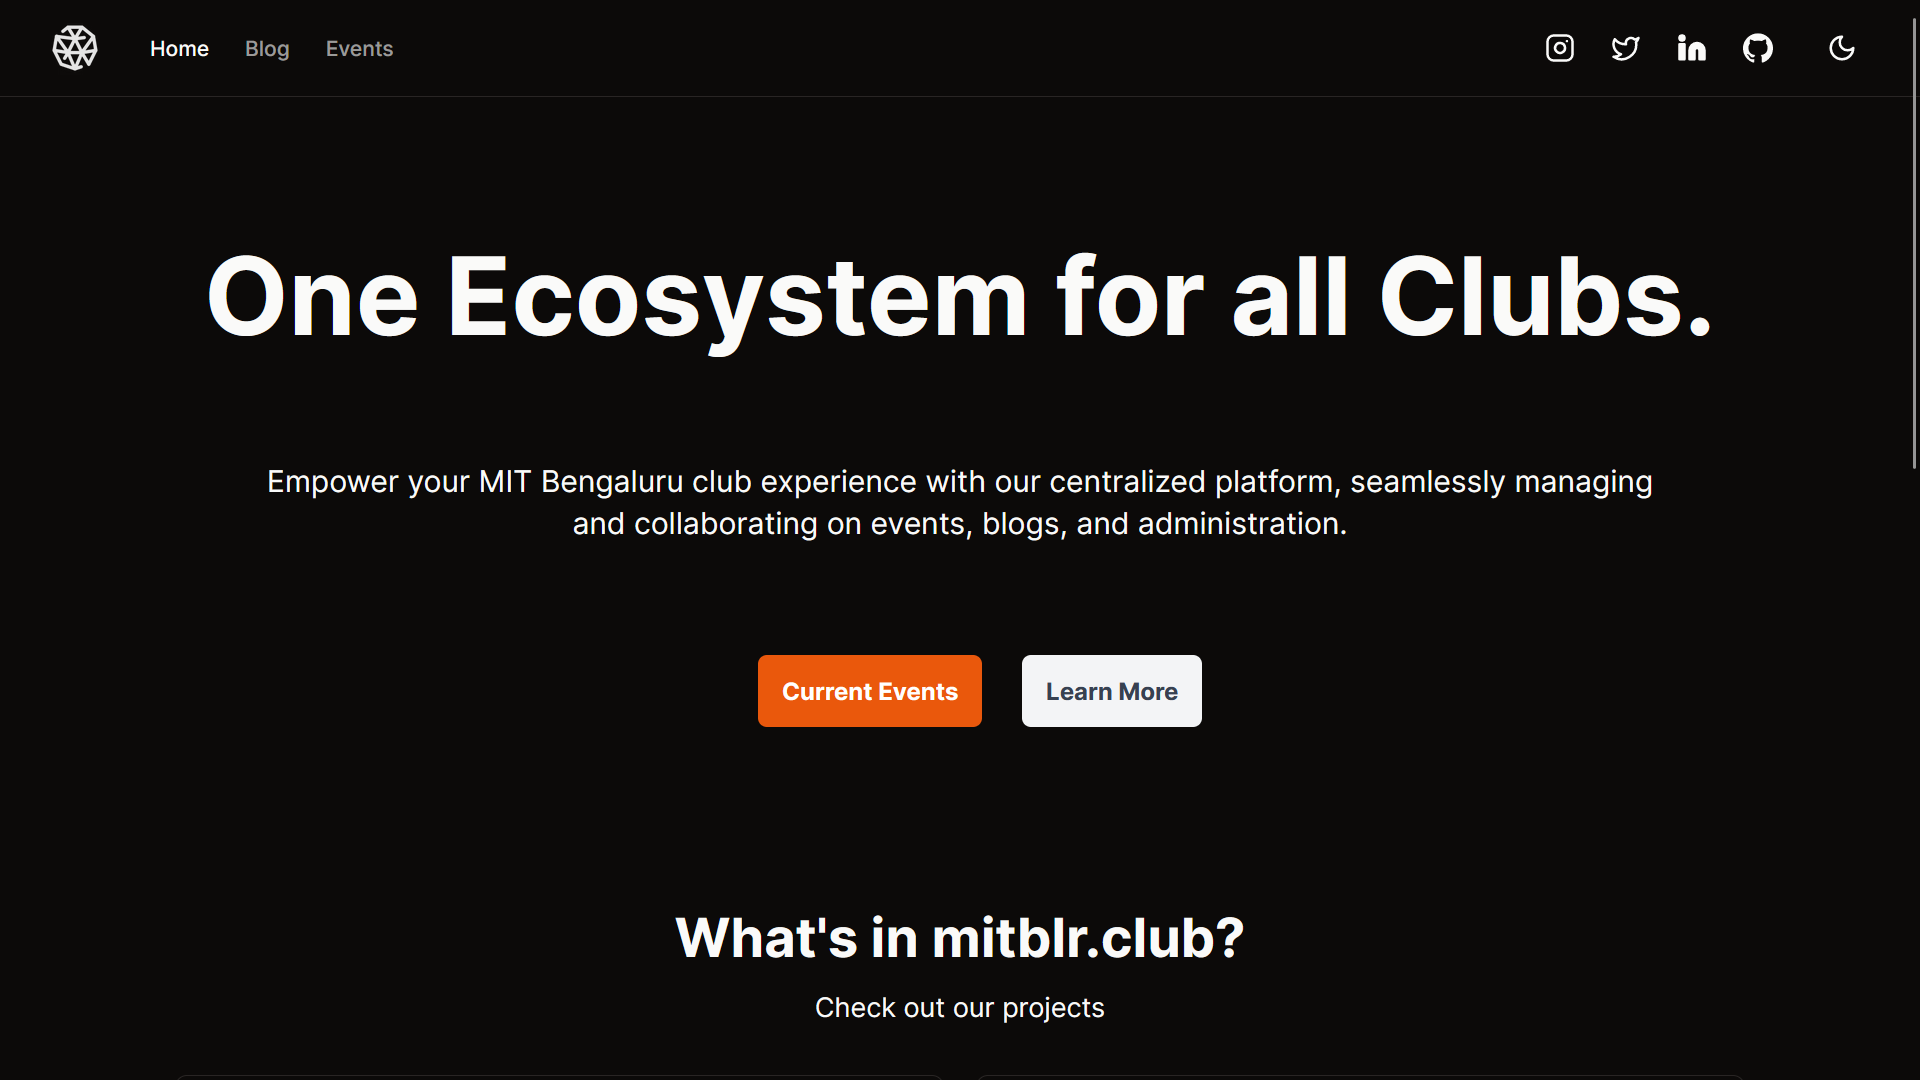 Home Blog Events
One Ecosystem for all Clubs.
Empower your MIT Bengaluru club experience with our centralized platform, seamlessly managing
and collaborating on events, blogs, and administration.
Current Events Learn More
What's in mitblr.club?
Check out our projects